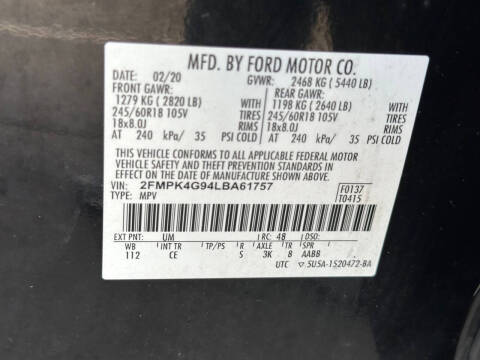 MFD. BY FORD MOTOR CO.
DATE: 02/20 GVWR: 2468 KG ( 5440 LB)
FRONT GAWR: REAR GAWR:
1279 KG ( 2820 LB) WITH 1198 KG ( 2640 LB) WITH
245/60R18 105V TIRES 245/60R18 105V TIRES
18x8.0J RIMS 18x8.0J RIMS
AT 240 kPa/ 35 PSI COLD AT 240 kPa/ 35 PSI COLD
THIS VEHICLE CONFORMS TO ALL APPLICABLE FEDERAL MOTOR
VEHICLE SAFETY AND THEFT PREVENTION STANDARDS IN
EFFECT ON THE DATE OF MANUFACTURE SHOWN ABOVE.
VIN: 2FMPK4G94LBA61757 F0137
TYPE: MPV T0415
EXT PNT: UM RC: 48
WB INT TR TP/PS R AXLE TR SPR
112 CE S 3K 8 AABB
UTC 5U5A-1520472-BA